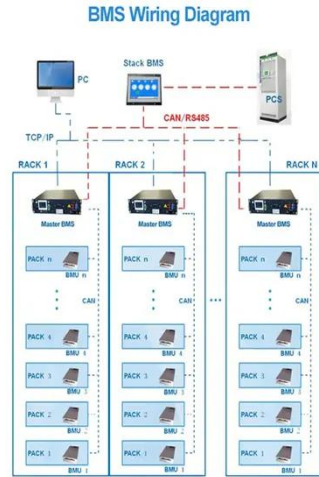 BMS Wiring Diagram
Stack BMS
PC
PCS
CAN/RS485
TCP/IP
RACK 1
RACK 2
RACK N
Master BMS
Master BMS
Master BMS
PACK n
BMU n
PACK n
BMU n
PACK n
BMU n
CAN
CAN
CAN
PACK 4
BMU 4
PACK 4
BMU 4
PACK 4
BMU 4
PACK 3
BMU 3
PACK 3
BMU 3
PACK 3
BMU 3
PACK 2
BMU 2
PACK 2
BMU 2
PACK 2
BMU 2
PACK 1
BMU 1
PACK 1
BMU 1
PACK 1
BMU 1